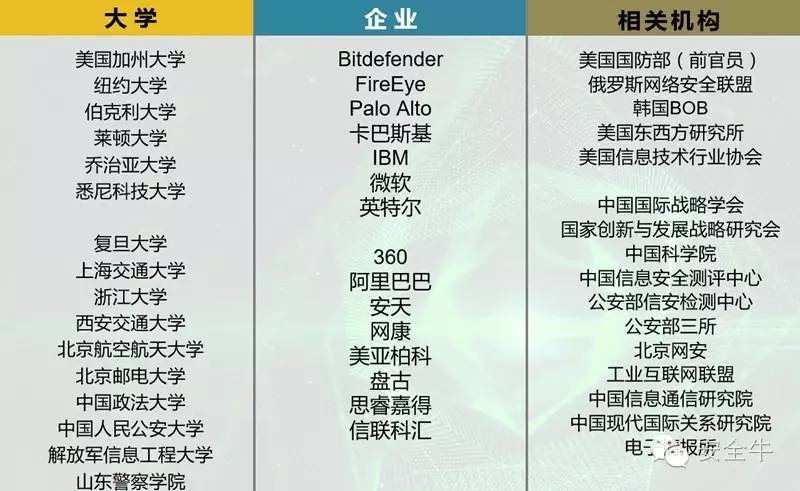 大学
美国加州大学
纽约大学
伯克利大学
莱顿大学
乔治亚大学
悉尼科技大学
复旦大学
上海交通大学
浙江大学
西安交通大学
北京航空航天大学
北京邮电大学
中国政法大学
中国人民公安大学
解放军信息工程大学
山东警察学院
企业
Bitdefender
FireEye
Palo Alto
卡巴斯基
IBM
微软
英特尔
360
阿里巴巴
安天
网康
美亚柏科
盘古
思睿嘉得
信联科汇
相关机构
美国国防部（前官员）
俄罗斯网络安全联盟
韩国BOB
美国东西方研究所
美国信息技术行业协会
中国国际战略学会
国家创新与发展战略研究会
中国科学院
中国信息安全测评中心
公安部信安检测中心
公安部三所
北京网安
工业互联网联盟
中国信息通信研究院
中国现代国际关系研究院
电子 报所
安全牛